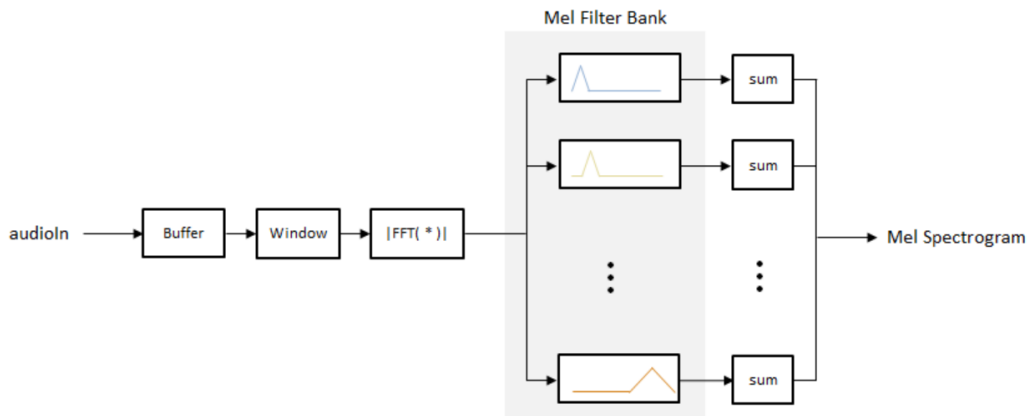 Mel Filter Bank
sum
sum
audioIn
Buffer
Window
|FFT( * )|
Mel Spectrogram
sum